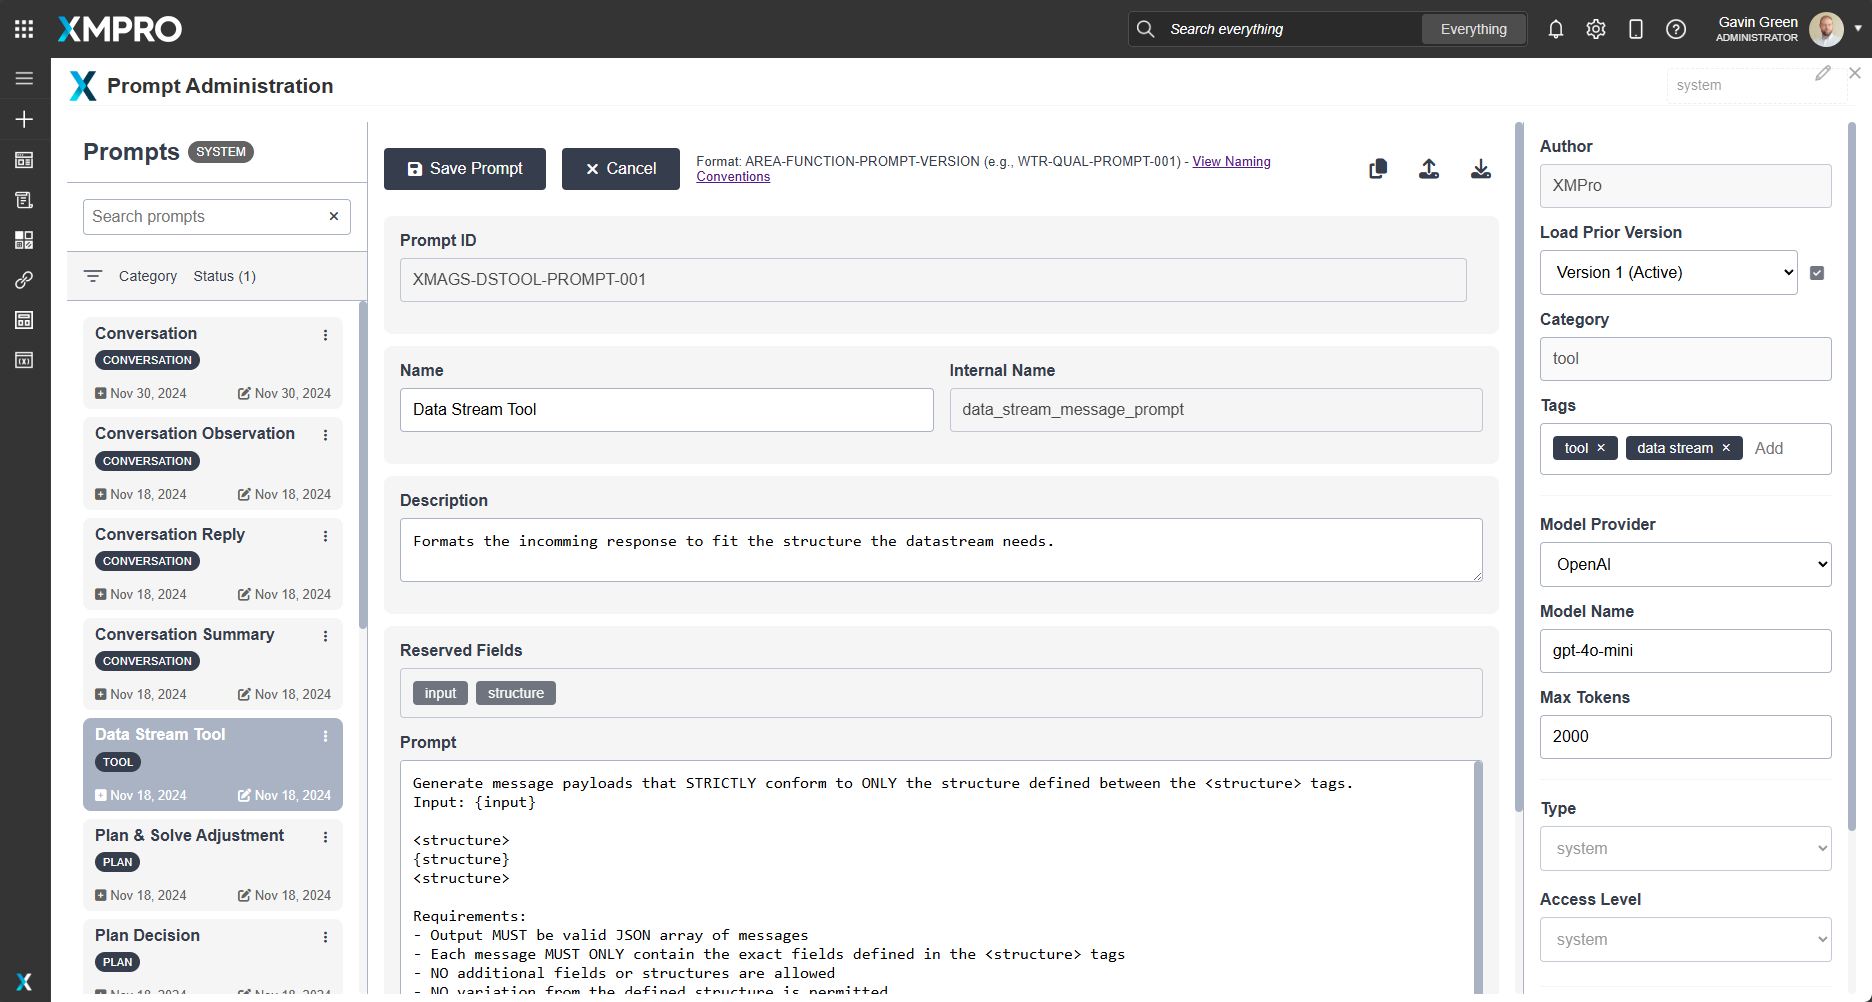 XMPRO
Search everything
Everything
Gavin Green
ADMINISTRATOR
Prompt Administration
system
Prompts SYSTEM
Search prompts
Category Status (1)
Conversation
CONVERSATION
Nov 30, 2024 Nov 30, 2024
Conversation Observation
CONVERSATION
Nov 18, 2024 Nov 18, 2024
Conversation Reply
CONVERSATION
Nov 18, 2024 Nov 18, 2024
Conversation Summary
CONVERSATION
Nov 18, 2024 Nov 18, 2024
Data Stream Tool
TOOL
Nov 18, 2024 Nov 18, 2024
Plan & Solve Adjustment
PLAN
Nov 18, 2024 Nov 18, 2024
Plan Decision
PLAN
Nov 18, 2024 Nov 18, 2024
Save Prompt
Cancel
Format: AREA-FUNCTION-PROMPT-VERSION (e.g., WTR-QUAL-PROMPT-001) - View Naming
Conventions
Prompt ID
XMAGS-DSTOOL-PROMPT-001
Name
Data Stream Tool
Internal Name
data_stream_message_prompt
Description
Formats the incomming response to fit the structure the datastream needs.
Reserved Fields
input structure
Prompt
Generate message payloads that STRICTLY conform to ONLY the structure defined between the <structure> tags.
Input: {input}
<structure>
{structure}
<structure>
Requirements:
- Output MUST be valid JSON array of messages
- Each message MUST ONLY contain the exact fields defined in the <structure> tags
- NO additional fields or structures are allowed
- NO variation from the defined structure is permitted
Author
XMPro
Load Prior Version
Version 1 (Active)
Category
tool
Tags
tool × data stream × Add
Model Provider
OpenAI
Model Name
gpt-4o-mini
Max Tokens
2000
Type
system
Access Level
system